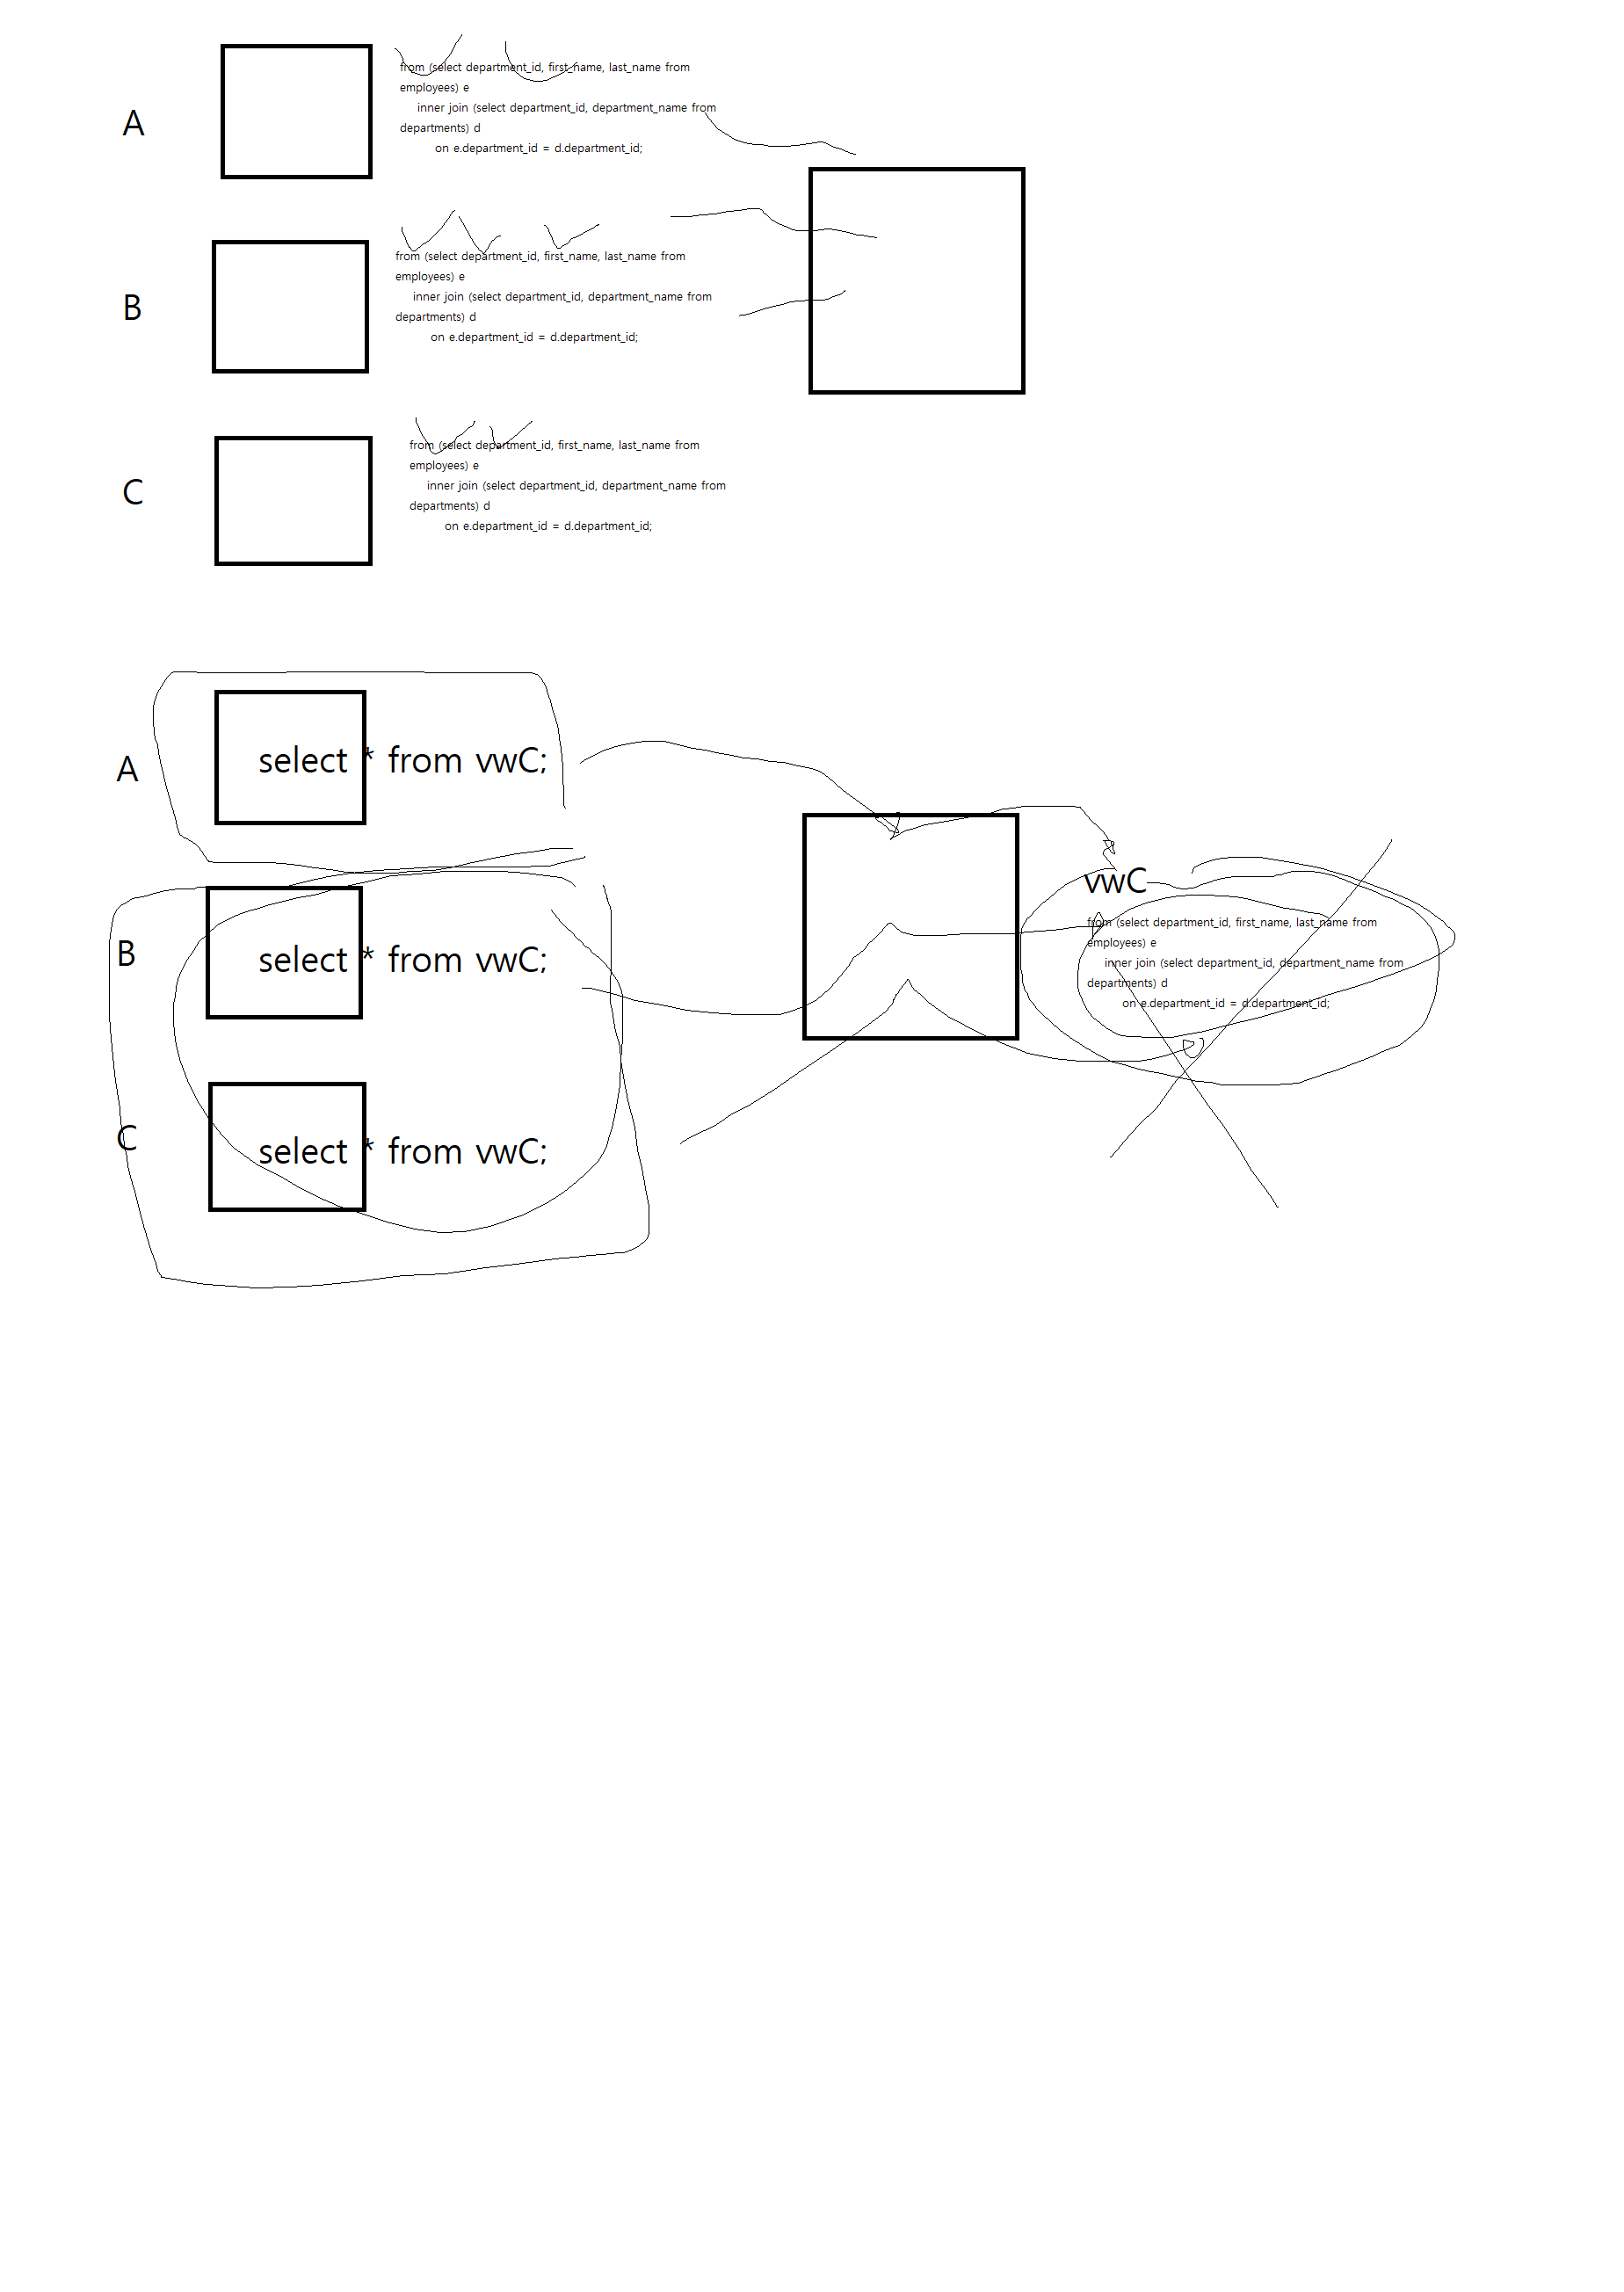 A
from (select department_id, first_name, last_name from
employees) e
inner join (select department_id, department_name from
departments) d
on e.department_id = d.department_id;
B
from (select department_id, first_name, last_name from
employees) e
inner join (select department_id, department_name from
departments) d
on e.department_id = d.department_id;
C
from (select department_id, first_name, last_name from
employees) e
inner join (select department_id, department_name from
departments) d
on e.department_id = d.department_id;
A
select * from vwC;
B
select * from vwC;
C
select * from vwC;
vwC
from (select department_id, first_name, last_name from
employees) e
inner join (select department_id, department_name from
departments) d
on e.department_id = d.department_id;